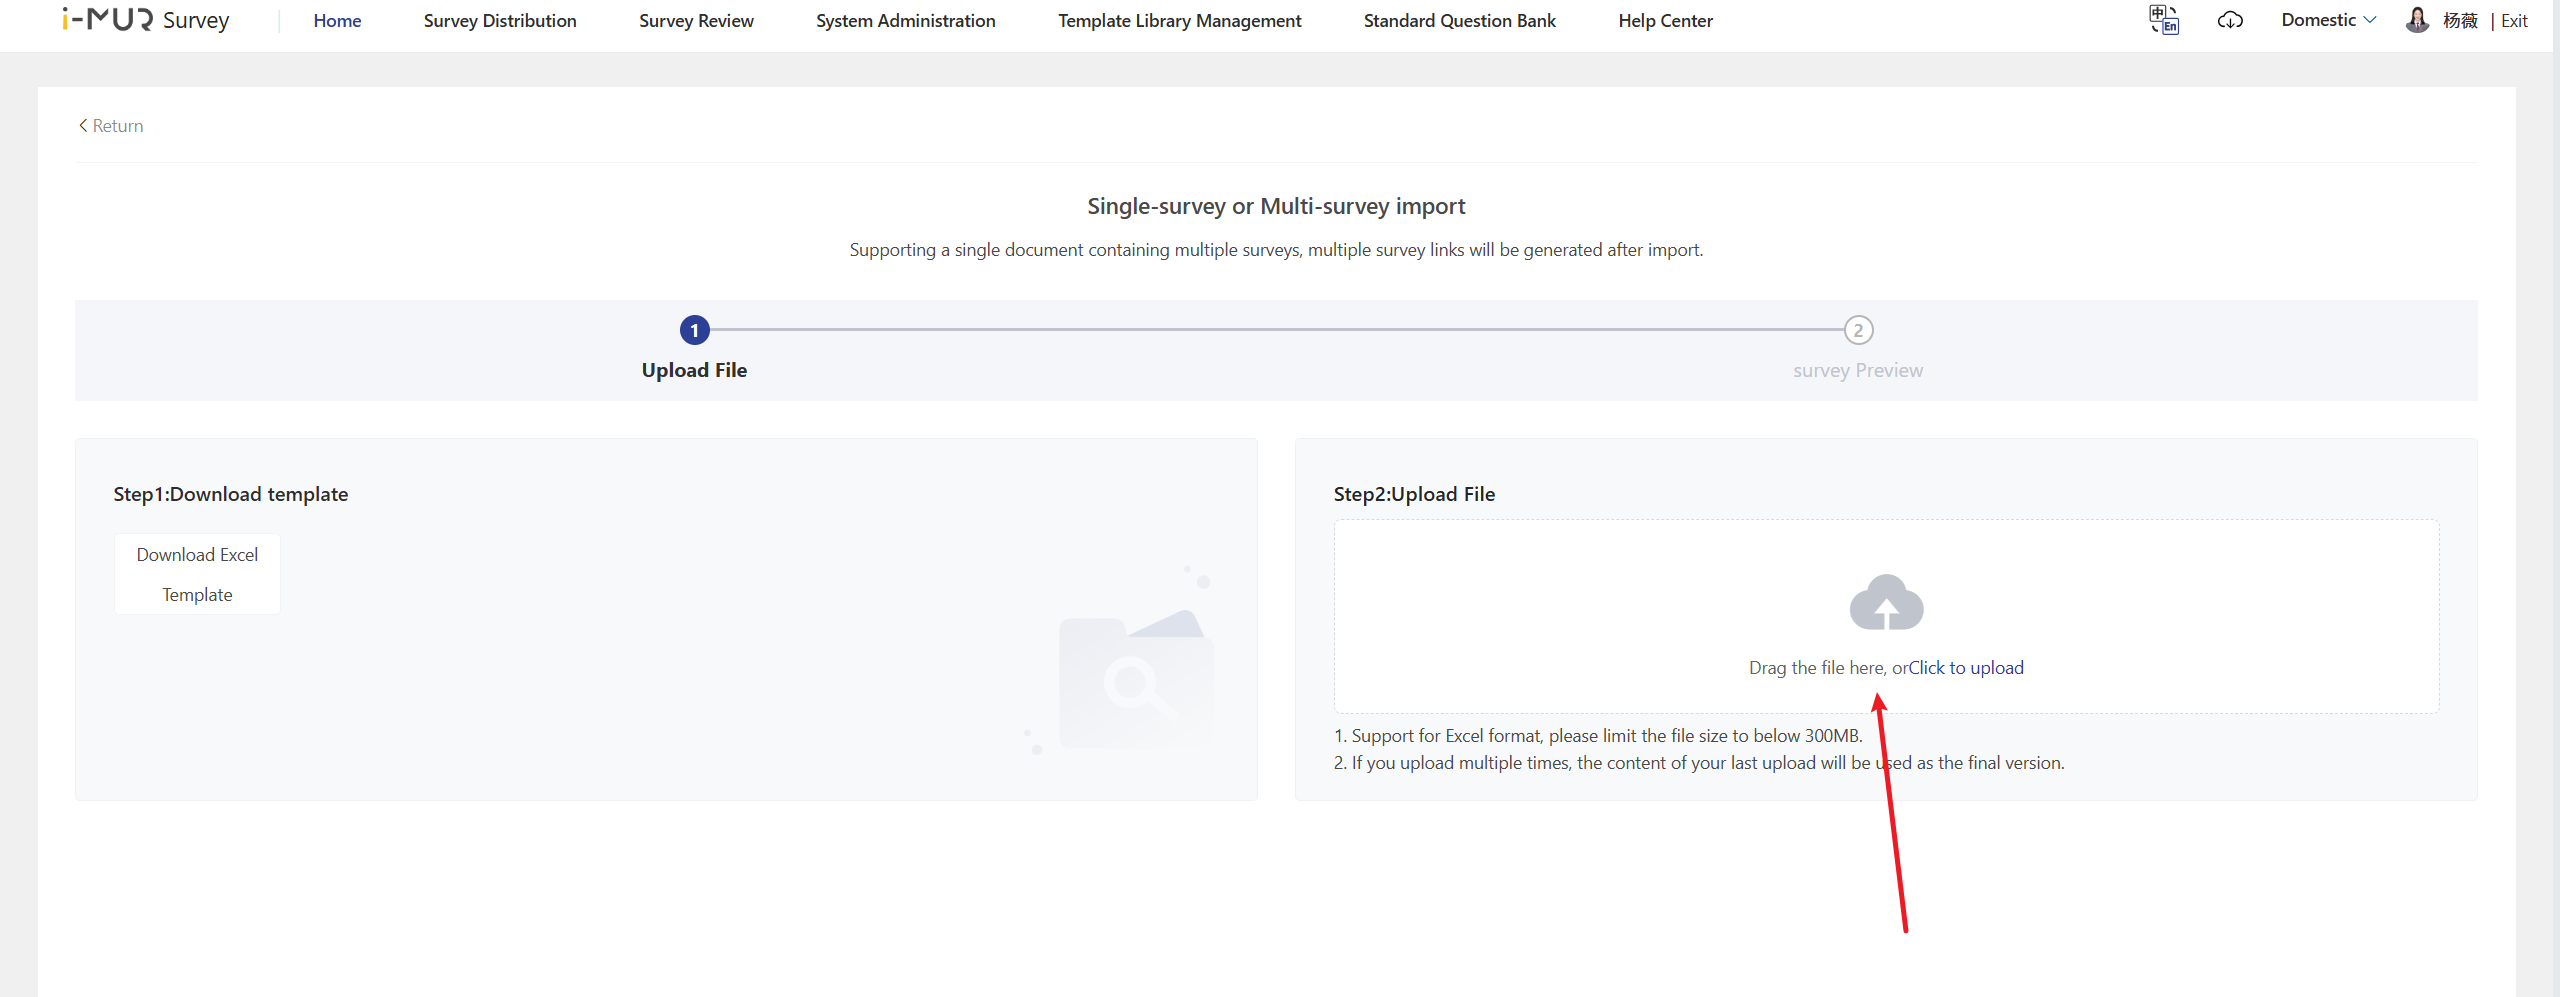 i-MUR Survey Home Survey Distribution Survey Review System Administration Template Library Management Standard Question Bank Help Center 中 En Domestic 杨薇 | Exit
Return
Single-survey or Multi-survey import
Supporting a single document containing multiple surveys, multiple survey links will be generated after import.
1 2
Upload File survey Preview
Step1:Download template
Download Excel
Template
Step2:Upload File
Drag the file here, orClick to upload
1. Support for Excel format, please limit the file size to below 300MB.
2. If you upload multiple times, the content of your last upload will be used as the final version.